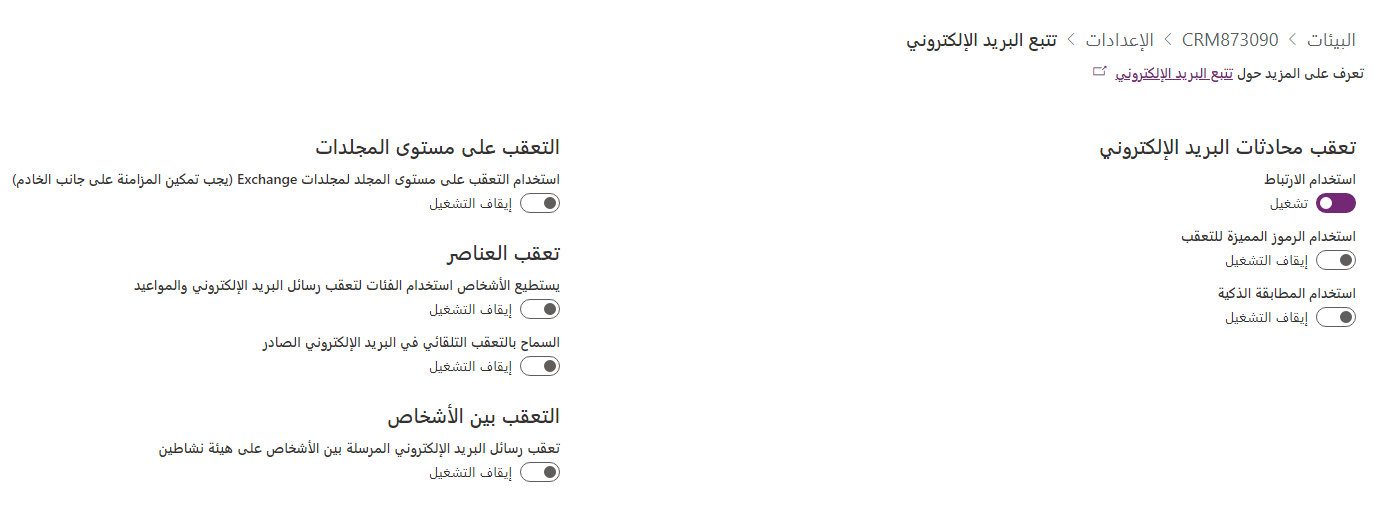 البيئات > CRM873090 > الإعدادات > تتبع البريد الإلكتروني
تعرف على المزيد حول تتبع البريد الإلكتروني
تعقب محادثات البريد الإلكتروني
استخدام الارتباط
تشغيل
استخدام الرموز المميزة للتعقب
إيقاف التشغيل
استخدام المطابقة الذكية
إيقاف التشغيل
التعقب على مستوى المجلدات
استخدام التعقب على مستوى المجلد لمجلدات Exchange (يجب تمكين المزامنة على جانب الخادم)
إيقاف التشغيل
تعقب العناصر
يستطيع الأشخاص استخدام الفئات لتعقب رسائل البريد الإلكتروني والمواعيد
إيقاف التشغيل
السماح بالتعقب التلقائي في البريد الإلكتروني الصادر
إيقاف التشغيل
التعقب بين الأشخاص
تعقب رسائل البريد الإلكتروني المرسلة بين الأشخاص على هيئة نشاطين
إيقاف التشغيل